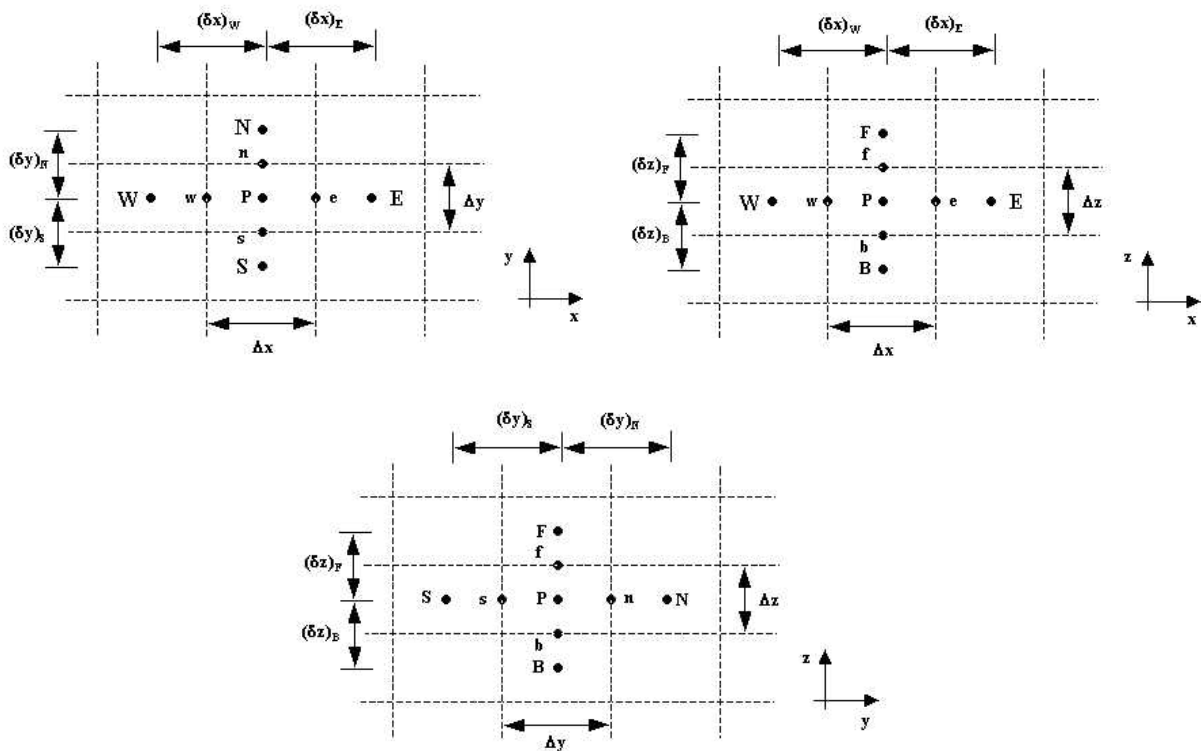 (δx)W (δx)E
N
n
(δy)N
W w P e E
Δy
(δy)S
s
S
y
x
Δx
(δx)W (δx)E
F
f
(δz)F
W w P e E
Δz
(δz)B
b
B
z
x
Δx
(δy)S (δy)N
F
f
(δz)F
S s P n N
Δz
(δz)B
b
B
z
y
Δy